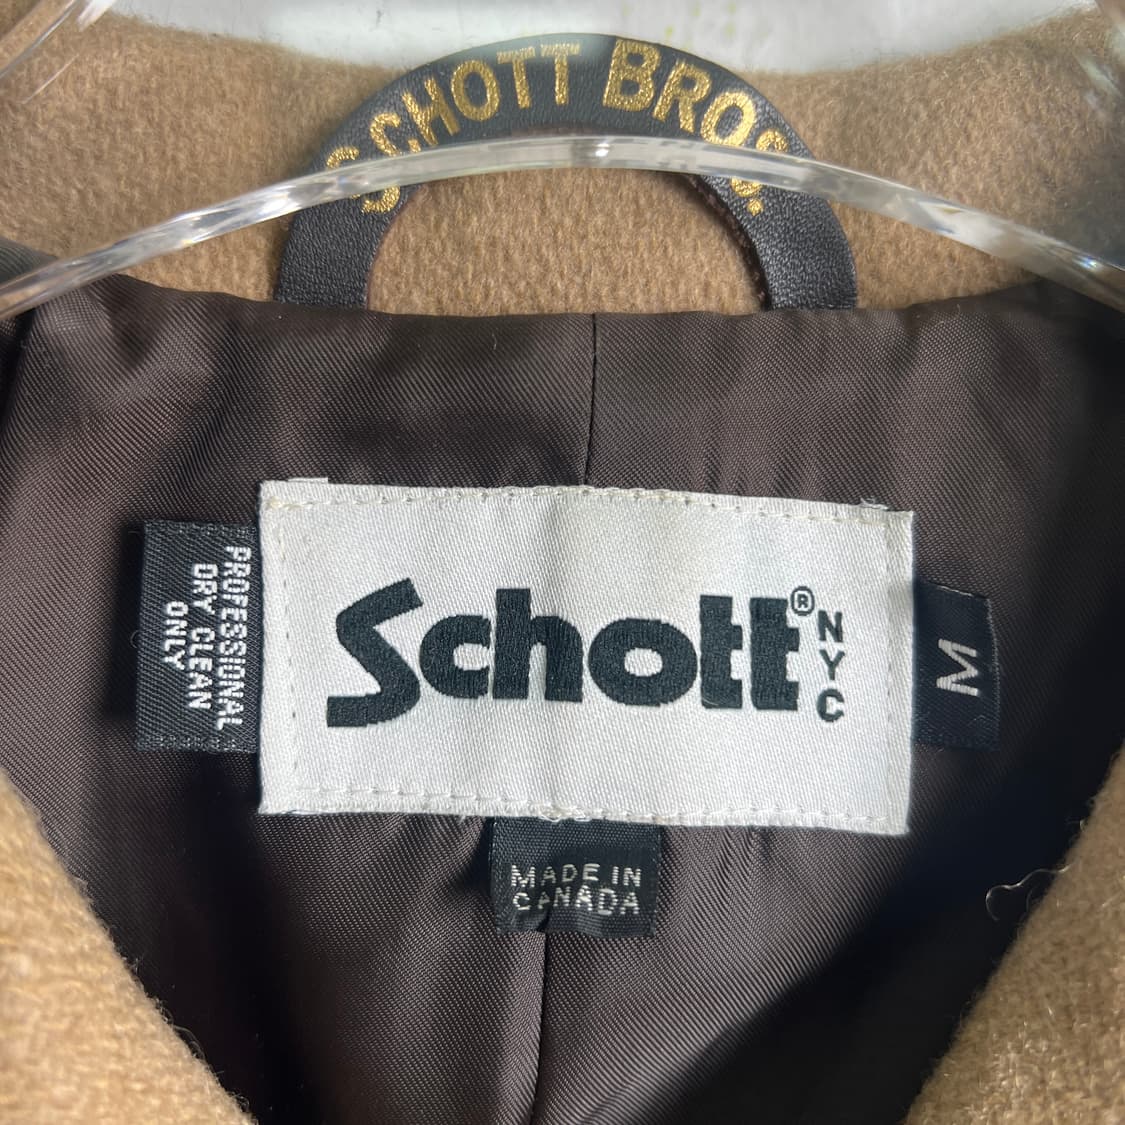 SCHOTT BROS.
Schott® NYC
PROFESSIONAL
DRY CLEAN
ONLY
M
MADE IN
CANADA